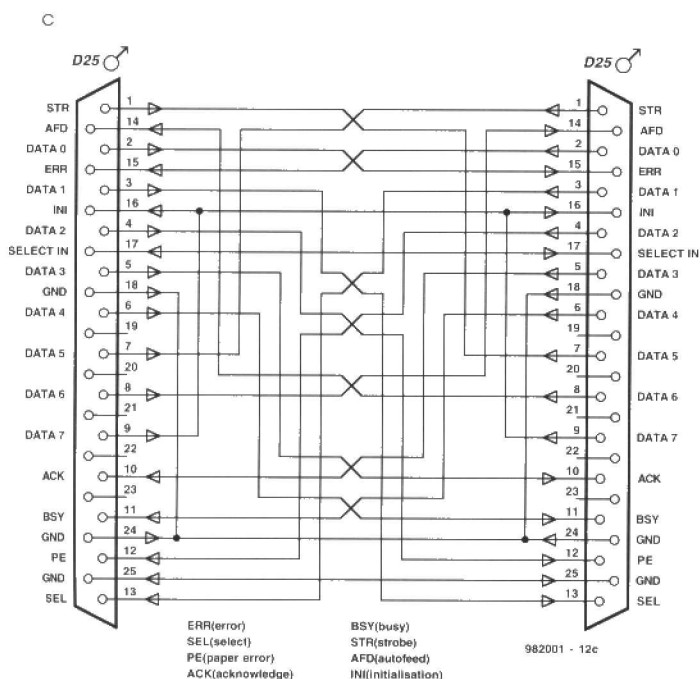 C
D25 D25
STR 1 1 STR
AFD 14 14 AFD
DATA 0 2 2 DATA 0
ERR 15 15 ERR
DATA 1 3 3 DATA 1
INI 16 16 INI
DATA 2 4 4 DATA 2
SELECT IN 17 17 SELECT IN
DATA 3 5 5 DATA 3
GND 18 18 GND
DATA 4 6 6 DATA 4
19 19
DATA 5 7 7 DATA 5
20 20
DATA 6 8 8 DATA 6
21 21
DATA 7 9 9 DATA 7
22 22
ACK 10 10 ACK
23 23
BSY 11 11 BSY
GND 24 24 GND
PE 12 12 PE
GND 25 25 GND
SEL 13 13 SEL
ERR(error) BSY(busy)
SEL(select) STR(strobe)
PE(paper error) AFD(autofeed)
ACK(acknowledge) INI(initialisation)
982001 - 12c